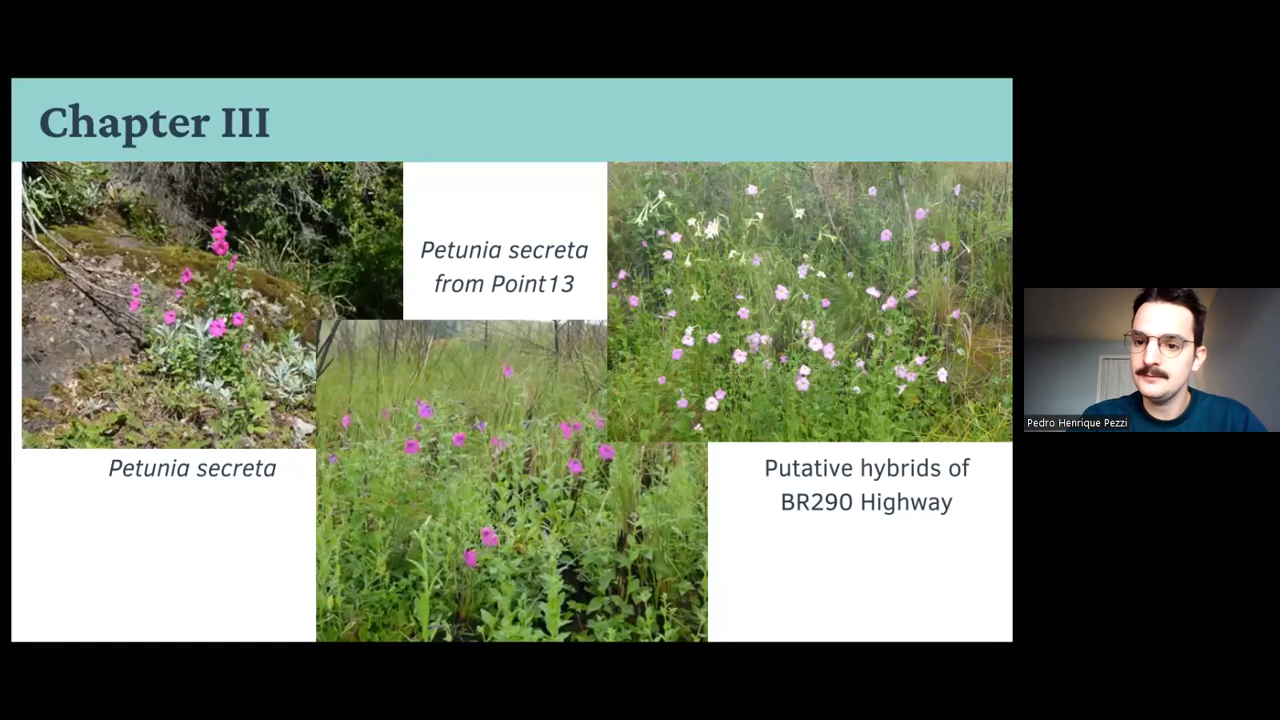 Chapter III
Petunia secreta
from Point13
Petunia secreta
Putative hybrids of
BR290 Highway
Pedro Henrique Pezzi